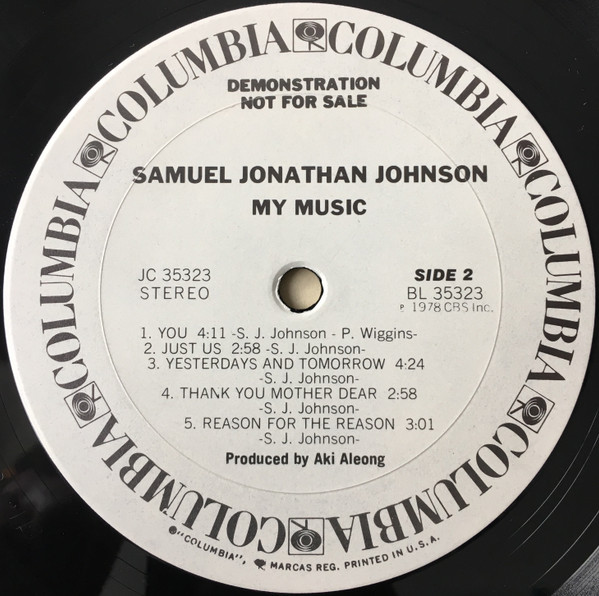 COLUMBIA COLUMBIA COLUMBIA COLUMBIA COLUMBIA COLUMBIA COLUMBIA COLUMBIA
DEMONSTRATION
NOT FOR SALE
SAMUEL JONATHAN JOHNSON
MY MUSIC
JC 35323
STEREO
SIDE 2
BL 35323
℗ 1978 CBS Inc.
1. YOU 4:11 -S. J. Johnson - P. Wiggins-
2. JUST US 2:58 -S. J. Johnson-
3. YESTERDAYS AND TOMORROW 4:24
-S. J. Johnson-
4. THANK YOU MOTHER DEAR 2:58
-S. J. Johnson-
5. REASON FOR THE REASON 3:01
-S. J. Johnson-
Produced by Aki Aleong
®"COLUMBIA", MARCAS REG. PRINTED IN U.S.A.